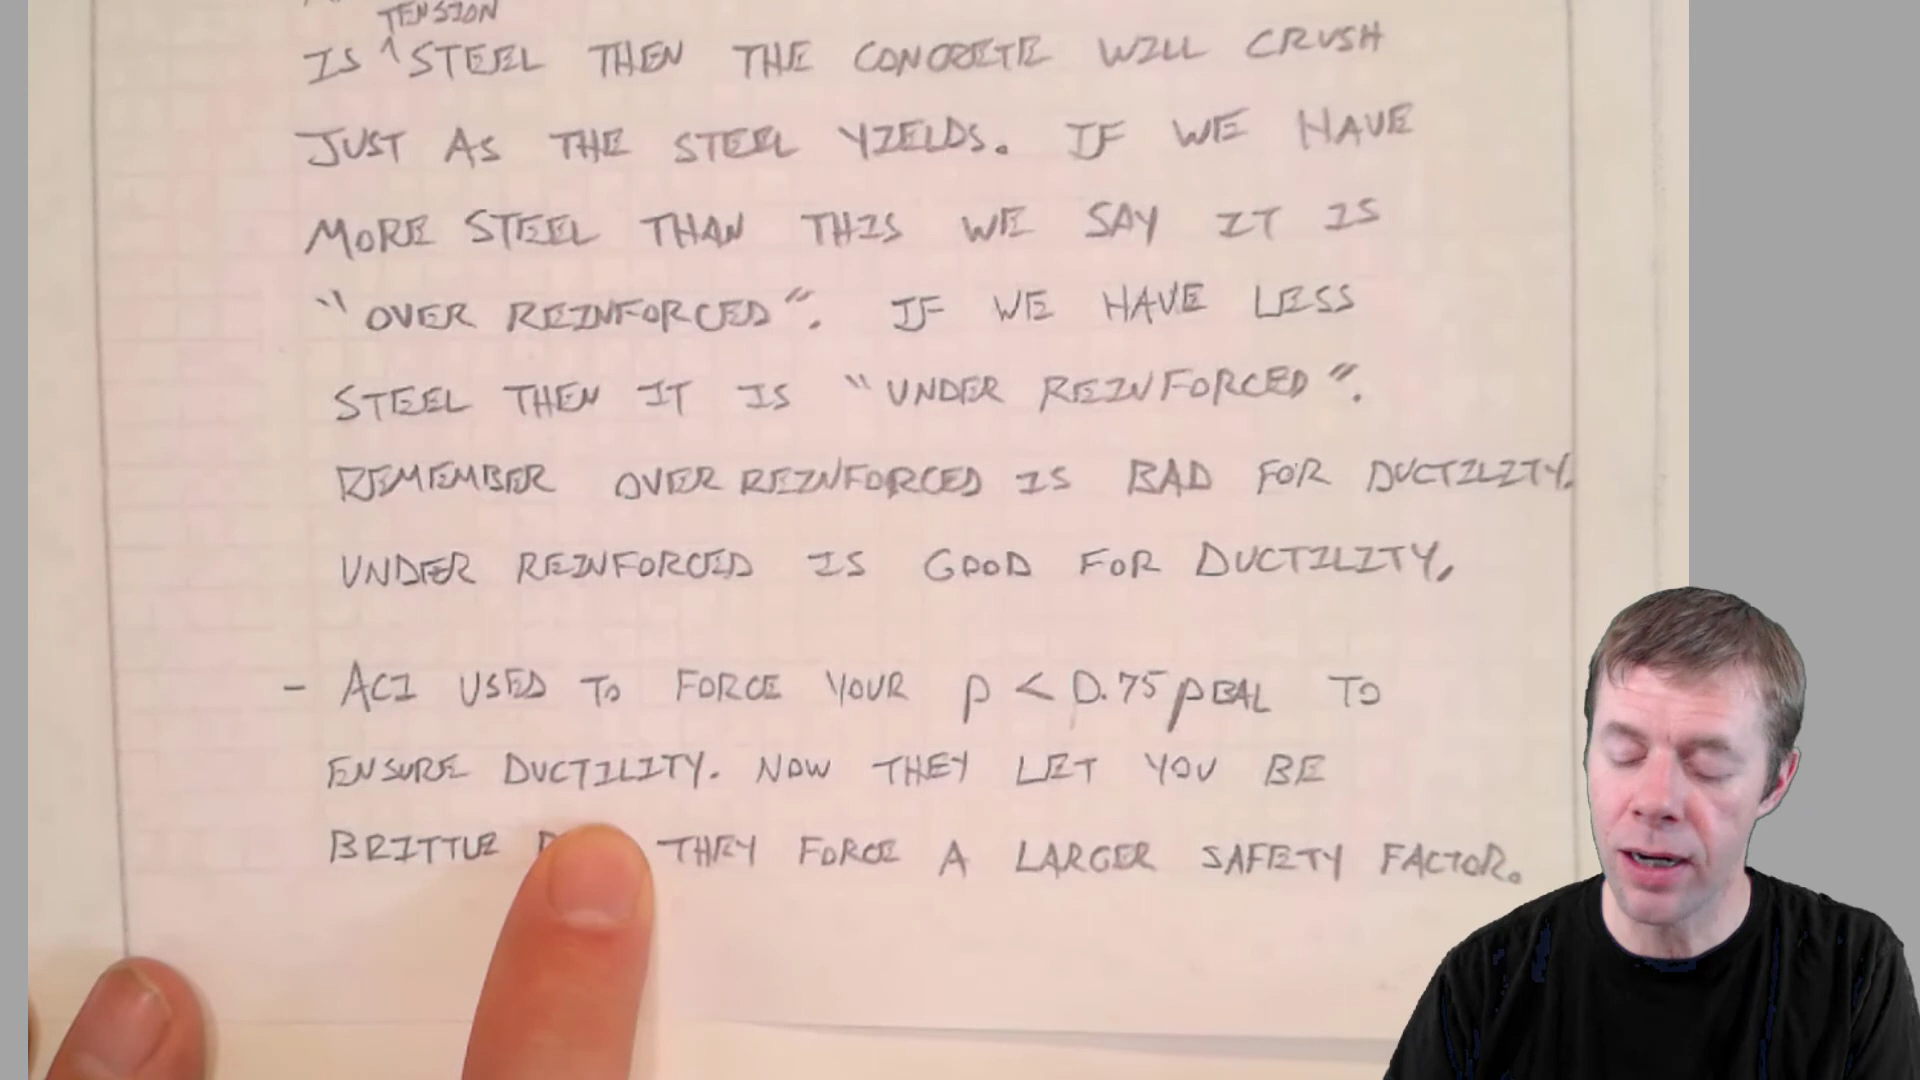 TENSION
IS ^ STEEL THEN THE CONCRETE WILL CRUSH
JUST AS THE STEEL YIELDS. IF WE HAVE
MORE STEEL THAN THIS WE SAY IT IS
"OVER REINFORCED". IF WE HAVE LESS
STEEL THEN IT IS "UNDER REINFORCED".
REMEMBER OVER REINFORCED IS BAD FOR DUCTILITY.
UNDER REINFORCED IS GOOD FOR DUCTILITY.
- ACI USED TO FORCE YOUR ρ < 0.75 ρBAL TO
ENSURE DUCTILITY. NOW THEY LET YOU BE
BRITTLE THEY FORCE A LARGER SAFETY FACTOR.